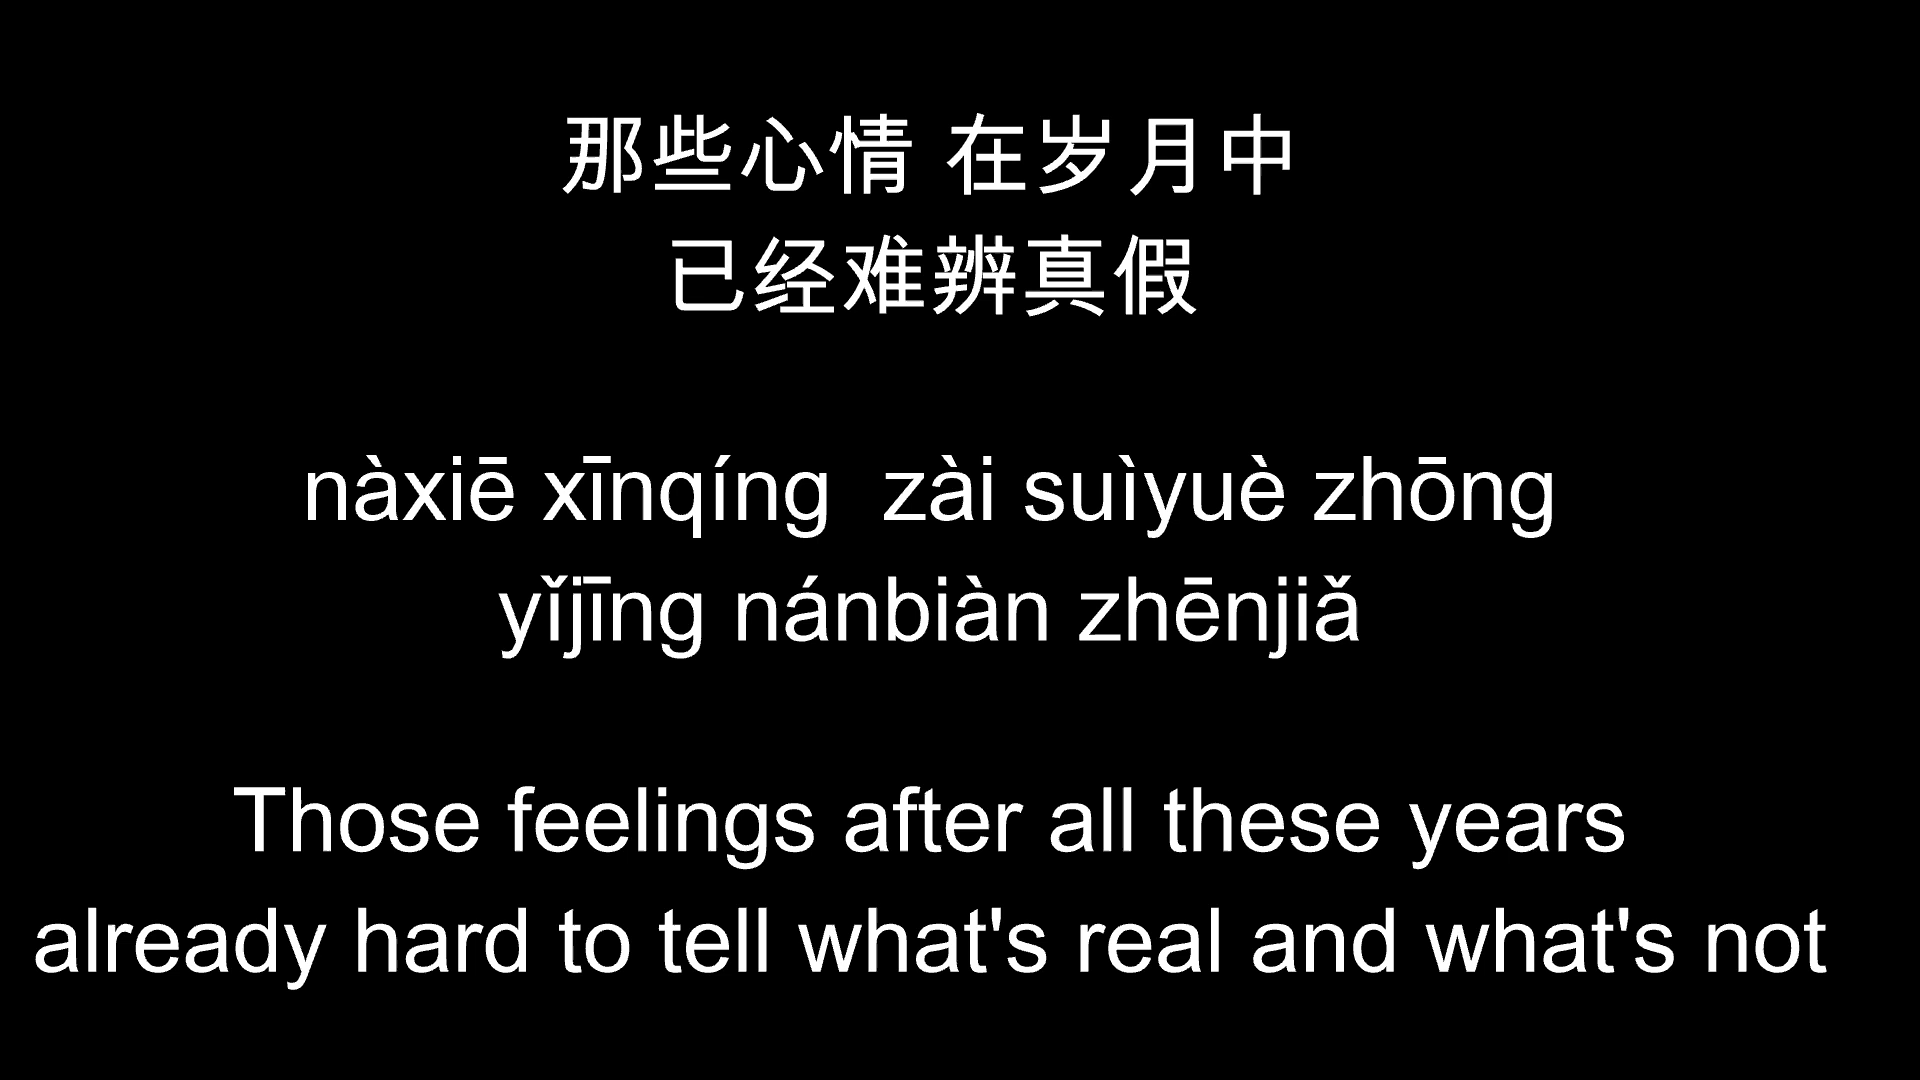 那些心情 在岁月中
已经难辨真假
nàxiē xīnqíng  zài suìyuè zhōng
yǐjīng nánbiàn zhēnjiǎ
Those feelings after all these years
already hard to tell what's real and what's not